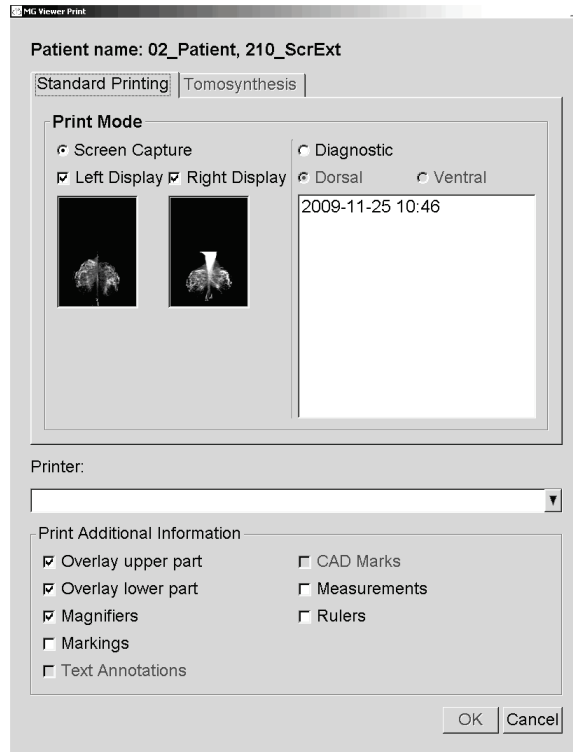 MG Viewer Print
Patient name: 02_Patient, 210_ScrExt
Standard Printing Tomosynthesis
Print Mode
Screen Capture
Left Display Right Display
Diagnostic
Dorsal Ventral
2009-11-25 10:46
Printer:
Print Additional Information
Overlay upper part
Overlay lower part
Magnifiers
Markings
Text Annotations
CAD Marks
Measurements
Rulers
OK Cancel